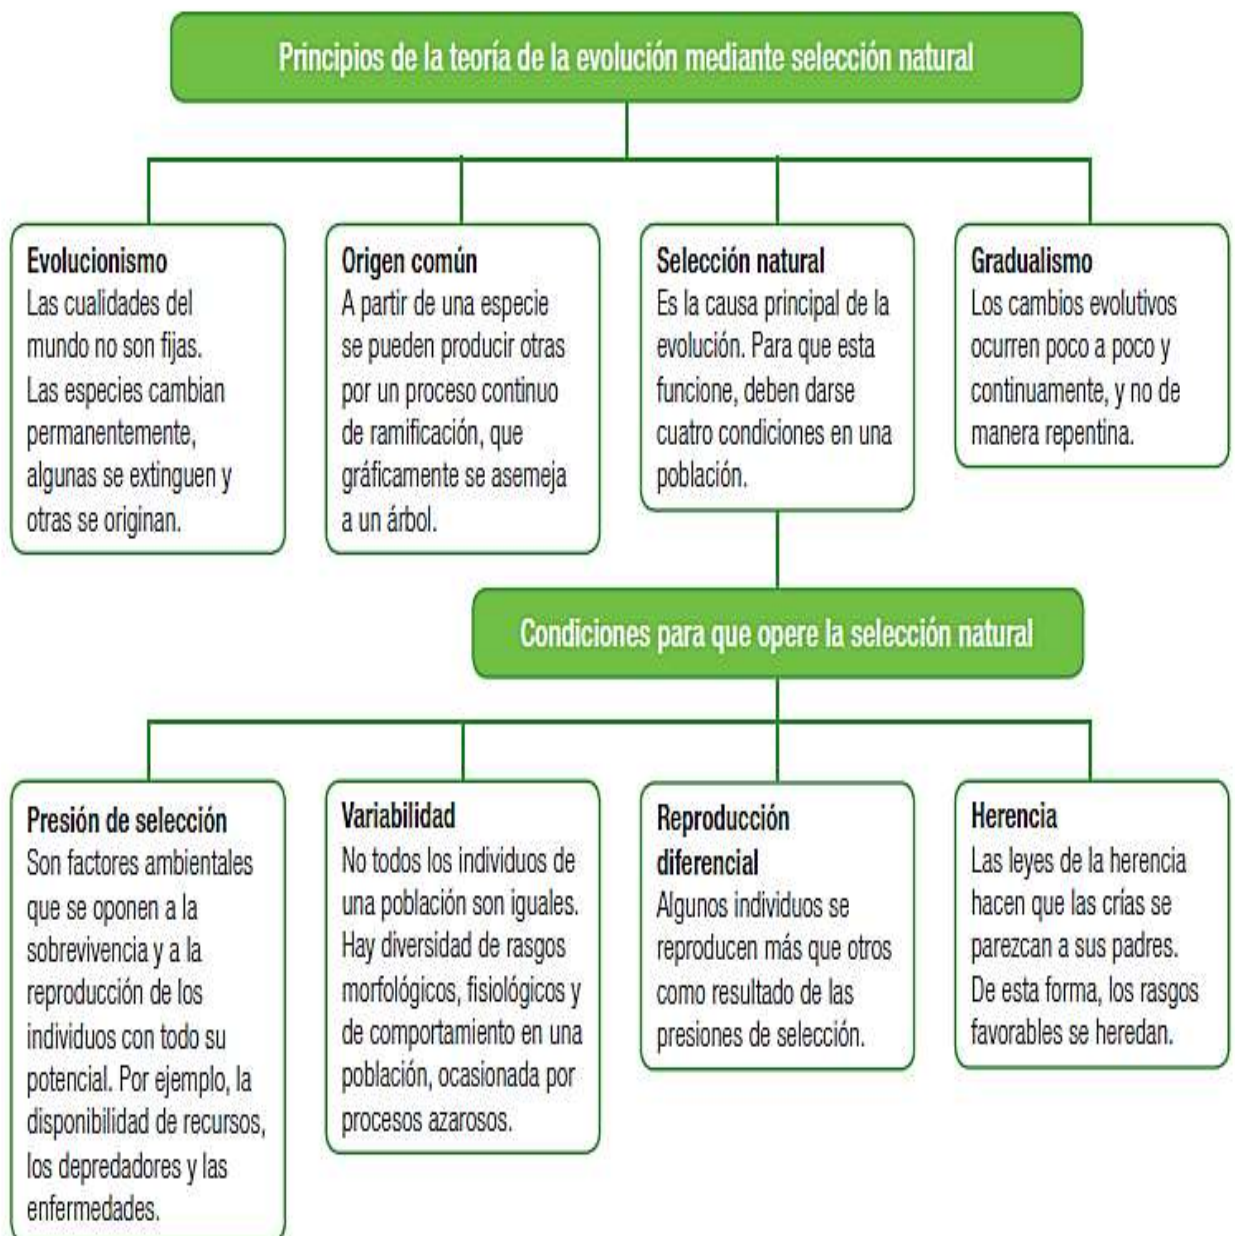 Principios de la teoría de la evolución mediante selección natural
Evolucionismo
Las cualidades del
mundo no son fijas.
Las especies cambian
permanentemente,
algunas se extinguen y
otras se originan.
Origen común
A partir de una especie
se pueden producir otras
por un proceso continuo
de ramificación, que
gráficamente se asemeja
a un árbol.
Selección natural
Es la causa principal de la
evolución. Para que esta
funcione, deben darse
cuatro condiciones en una
población.
Gradualismo
Los cambios evolutivos
ocurren poco a poco y
continuamente, y no de
manera repentina.
Condiciones para que opere la selección natural
Presión de selección
Son factores ambientales
que se oponen a la
sobrevivencia y a la
reproducción de los
individuos con todo su
potencial. Por ejemplo, la
disponibilidad de recursos,
los depredadores y las
enfermedades.
Variabilidad
No todos los individuos de
una población son iguales.
Hay diversidad de rasgos
morfológicos, fisiológicos y
de comportamiento en una
población, ocasionada por
procesos azarosos.
Reproducción
diferencial
Algunos individuos se
reproducen más que otros
como resultado de las
presiones de selección.
Herencia
Las leyes de la herencia
hacen que las crías se
parezcan a sus padres.
De esta forma, los rasgos
favorables se heredan.